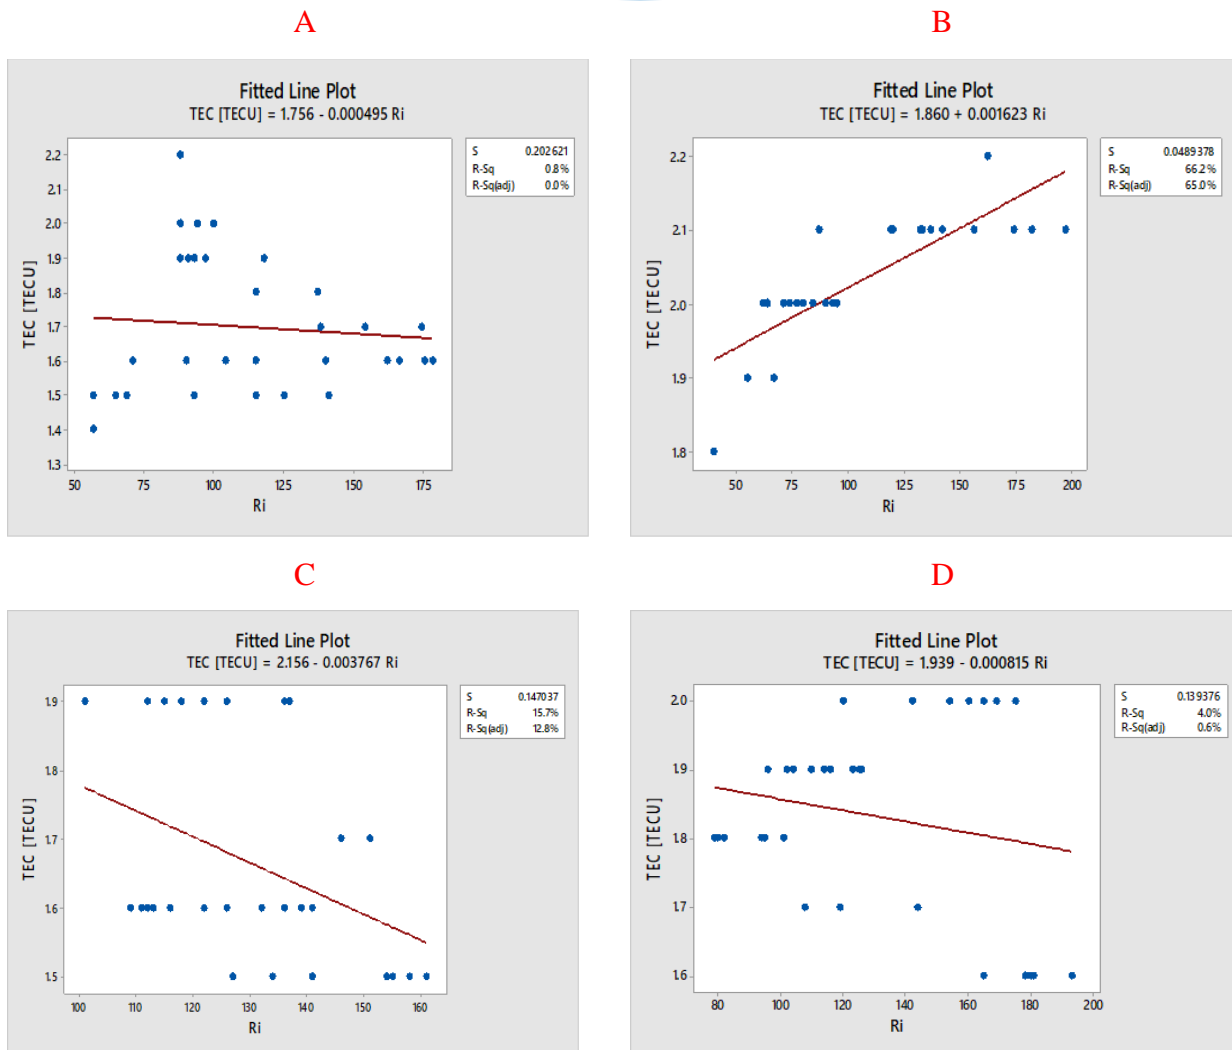 A
Fitted Line Plot
TEC [TECU] = 1.756 - 0.000495 Ri
S 0.202621
R-Sq 0.8%
R-Sq(adj) 0.0%
TEC [TECU]
2.2
2.1
2.0
1.9
1.8
1.7
1.6
1.5
1.4
1.3
50 75 100 125 150 175
Ri
B
Fitted Line Plot
TEC [TECU] = 1.860 + 0.001623 Ri
S 0.0489378
R-Sq 66.2%
R-Sq(adj) 65.0%
TEC [TECU]
2.2
2.1
2.0
1.9
1.8
50 75 100 125 150 175 200
Ri
C
Fitted Line Plot
TEC [TECU] = 2.156 - 0.003767 Ri
S 0.147037
R-Sq 15.7%
R-Sq(adj) 12.8%
TEC [TECU]
1.9
1.8
1.7
1.6
1.5
100 110 120 130 140 150 160
Ri
D
Fitted Line Plot
TEC [TECU] = 1.939 - 0.000815 Ri
S 0.139376
R-Sq 4.0%
R-Sq(adj) 0.6%
TEC [TECU]
2.0
1.9
1.8
1.7
1.6
80 100 120 140 160 180 200
Ri